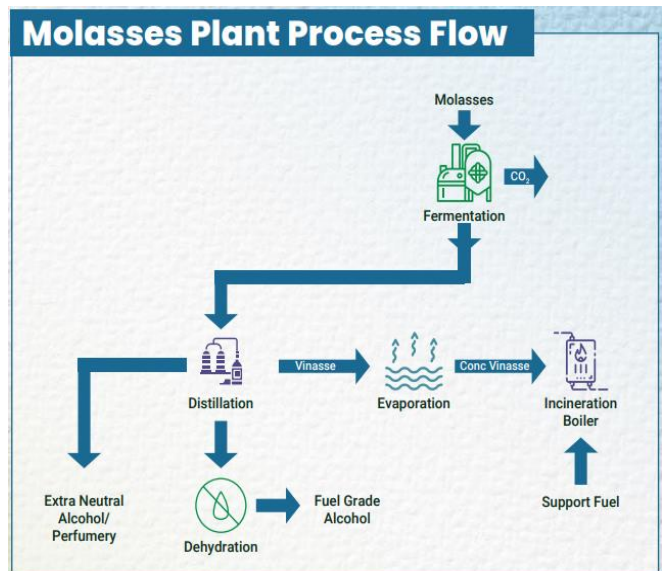 Molasses Plant Process Flow
Molasses
CO₂
Fermentation
Vinasse
Conc Vinasse
Distillation
Evaporation
Incineration
Boiler
Extra Neutral
Alcohol/
Perfumery
Fuel Grade
Alcohol
Support Fuel
Dehydration